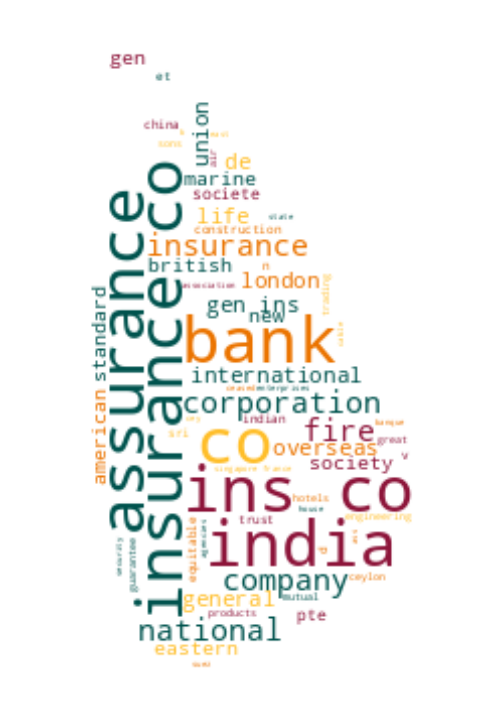 gen
et
union
china
sons
air
de
marine
societe
life
state
construction
insurance
british
n
association
london
trading
standard
gen ins
new
assurance
insurance co
bank
international
ceased
enterprises
corporation
american
indian
banque
sri
co
fire
great
overseas
v
society
singapore
france
ins co
hotels
house
trust
engineering
equitable
agencies
india
security
guarantee
company
ceylon
general
mutual
products
pte
national
eastern
suez